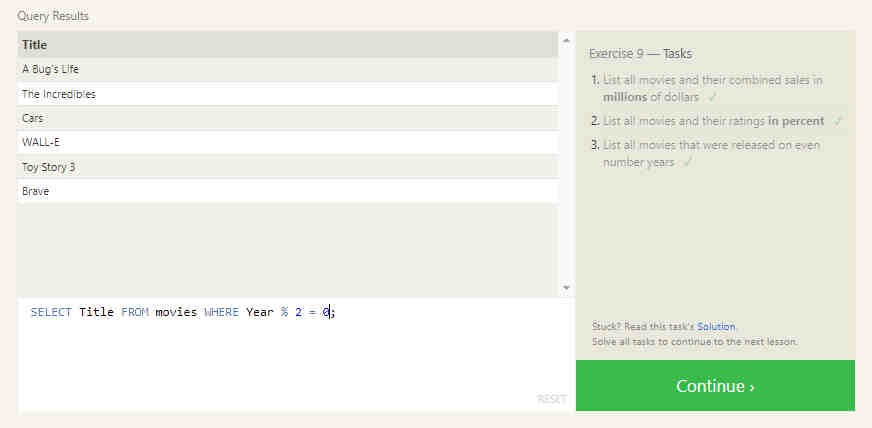 Query Results
Title
A Bug's Life
The Incredibles
Cars
WALL-E
Toy Story 3
Brave
SELECT Title FROM movies WHERE Year % 2 = 0;
RESET
Exercise 9 — Tasks
1. List all movies and their combined sales in
millions of dollars ✓
2. List all movies and their ratings in percent ✓
3. List all movies that were released on even
number years ✓
Stuck? Read this task's Solution.
Solve all tasks to continue to the next lesson.
Continue ›